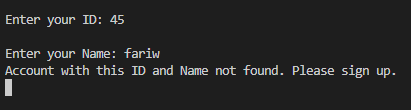 Enter your ID: 45
Enter your Name: fariw
Account with this ID and Name not found. Please sign up.